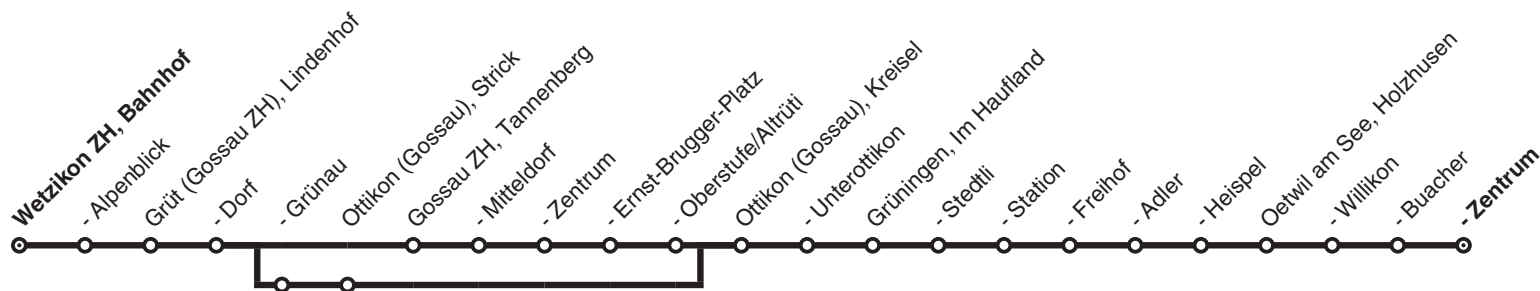 Wetzikon ZH, Bahnhof
- Alpenblick
Grüt (Gossau ZH), Lindenhof
- Dorf
- Grünau
Ottikon (Gossau), Strick
Gossau ZH, Tannenberg
- Mitteldorf
- Zentrum
- Ernst-Brugger-Platz
- Oberstufe/Altrüti
Ottikon (Gossau), Kreisel
- Unterottikon
Grüningen, Im Haufland
- Stedtli
- Station
- Freihof
- Adler
- Heispel
Oetwil am See, Holzhusen
- Willikon
- Buacher
- Zentrum